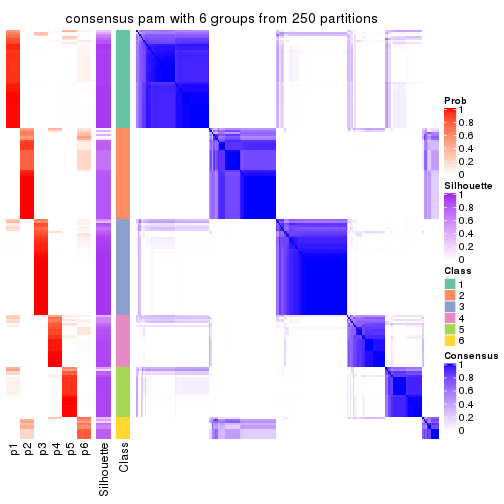 consensus pam with 6 groups from 250 partitions
Prob
1
0.8
0.6
0.4
0.2
0
Silhouette
1
0.8
0.6
0.4
0.2
0
Class
1
2
3
4
5
6
Consensus
1
0.8
0.6
0.4
0.2
0
p1
p2
p3
p4
p5
p6
Silhouette
Class